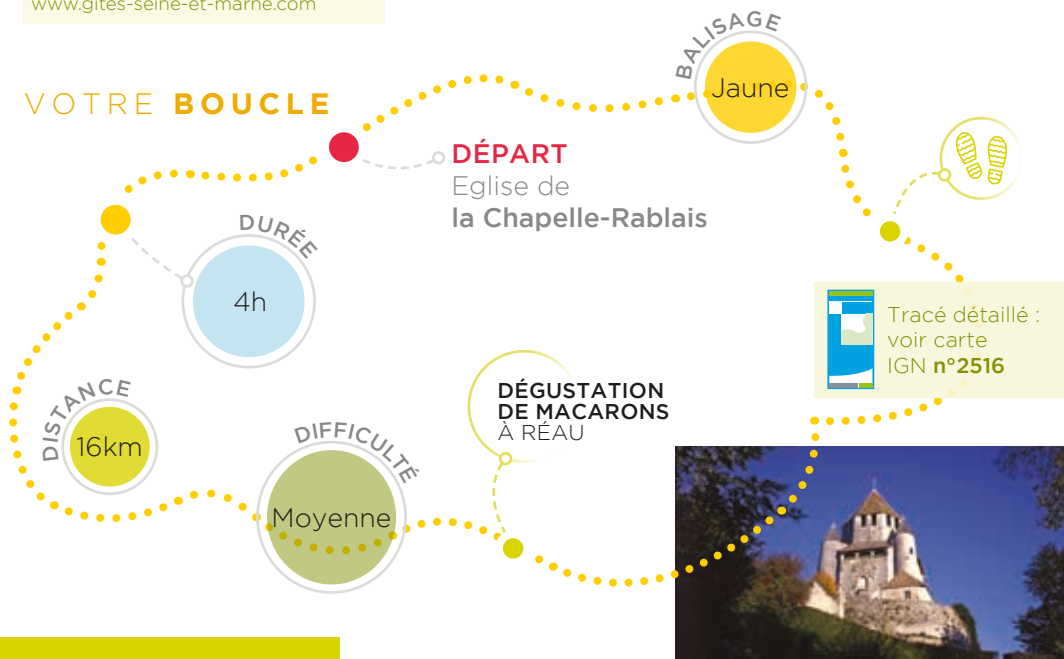 www.gites-seine-et-marne.com
VOTRE BOUCLE
BALISAGE
Jaune
DÉPART
Eglise de
la Chapelle-Rablais
DURÉE
4h
Tracé détaillé :
voir carte
IGN n°2516
DISTANCE
16km
DIFFICULTÉ
Moyenne
DÉGUSTATION
DE MACARONS
À RÉAU